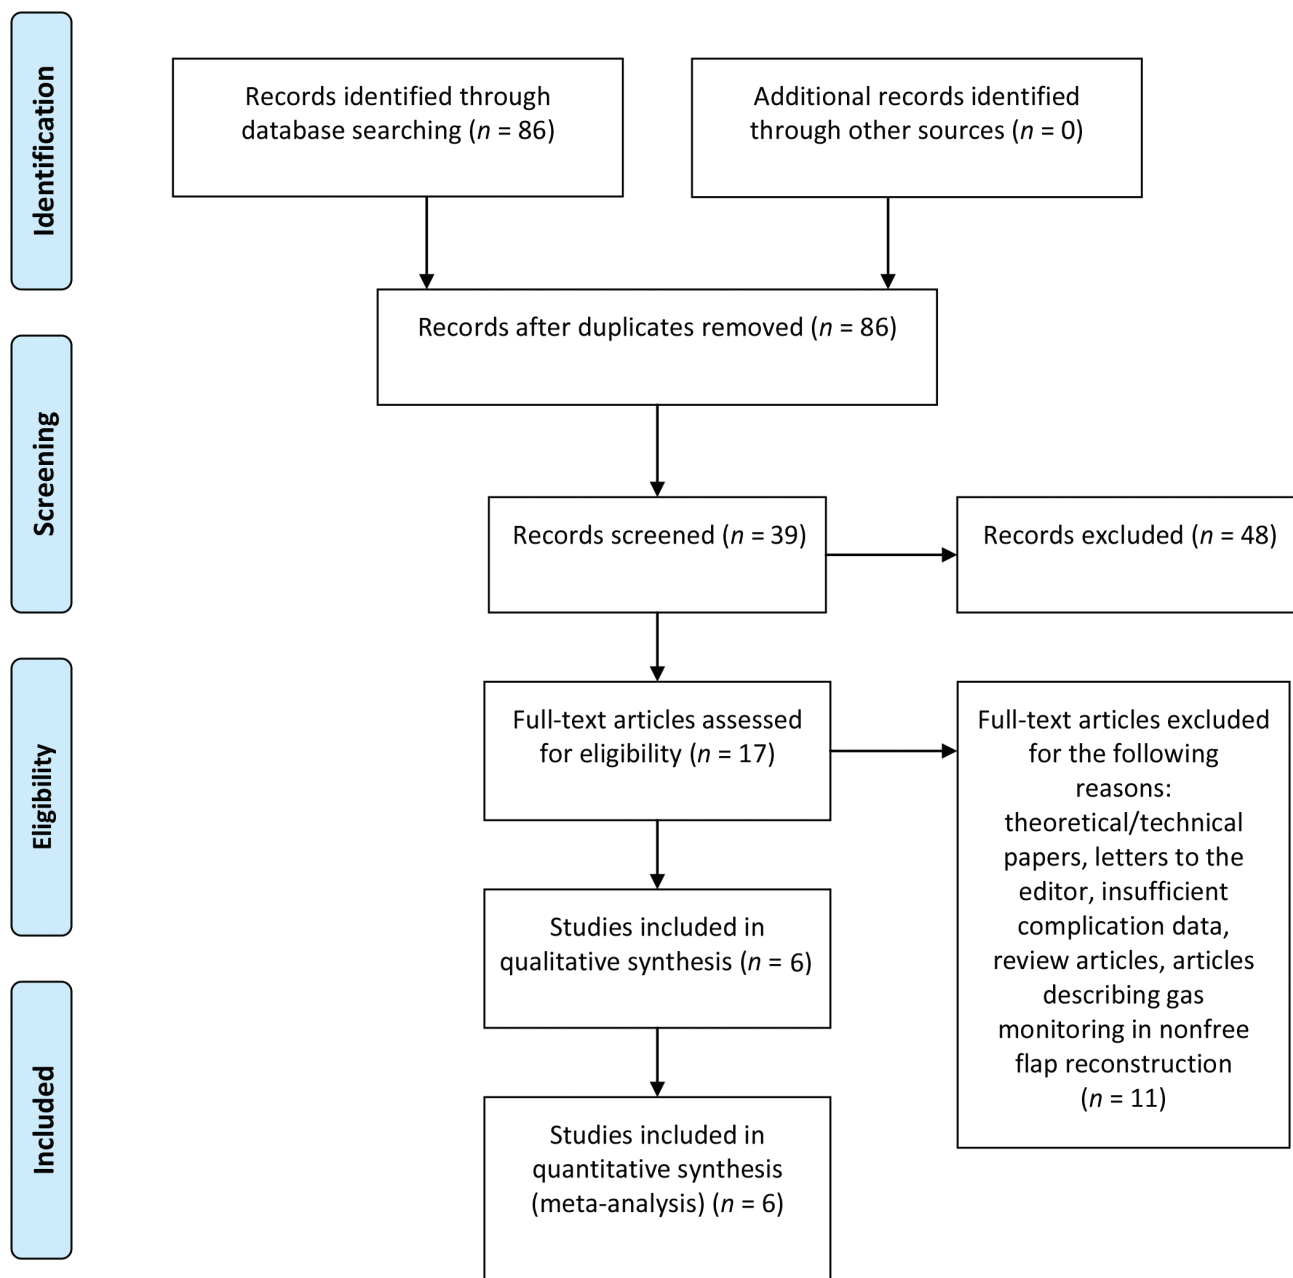 Identification
Records identified through
database searching (n = 86)
Additional records identified
through other sources (n = 0)
Records after duplicates removed (n = 86)
Screening
Records screened (n = 39)
Records excluded (n = 48)
Eligibility
Full-text articles assessed
for eligibility (n = 17)
Full-text articles excluded
for the following
reasons:
theoretical/technical
papers, letters to the
editor, insufficient
complication data,
review articles, articles
describing gas
monitoring in nonfree
flap reconstruction
(n = 11)
Studies included in
qualitative synthesis (n = 6)
Included
Studies included in
quantitative synthesis
(meta-analysis) (n = 6)